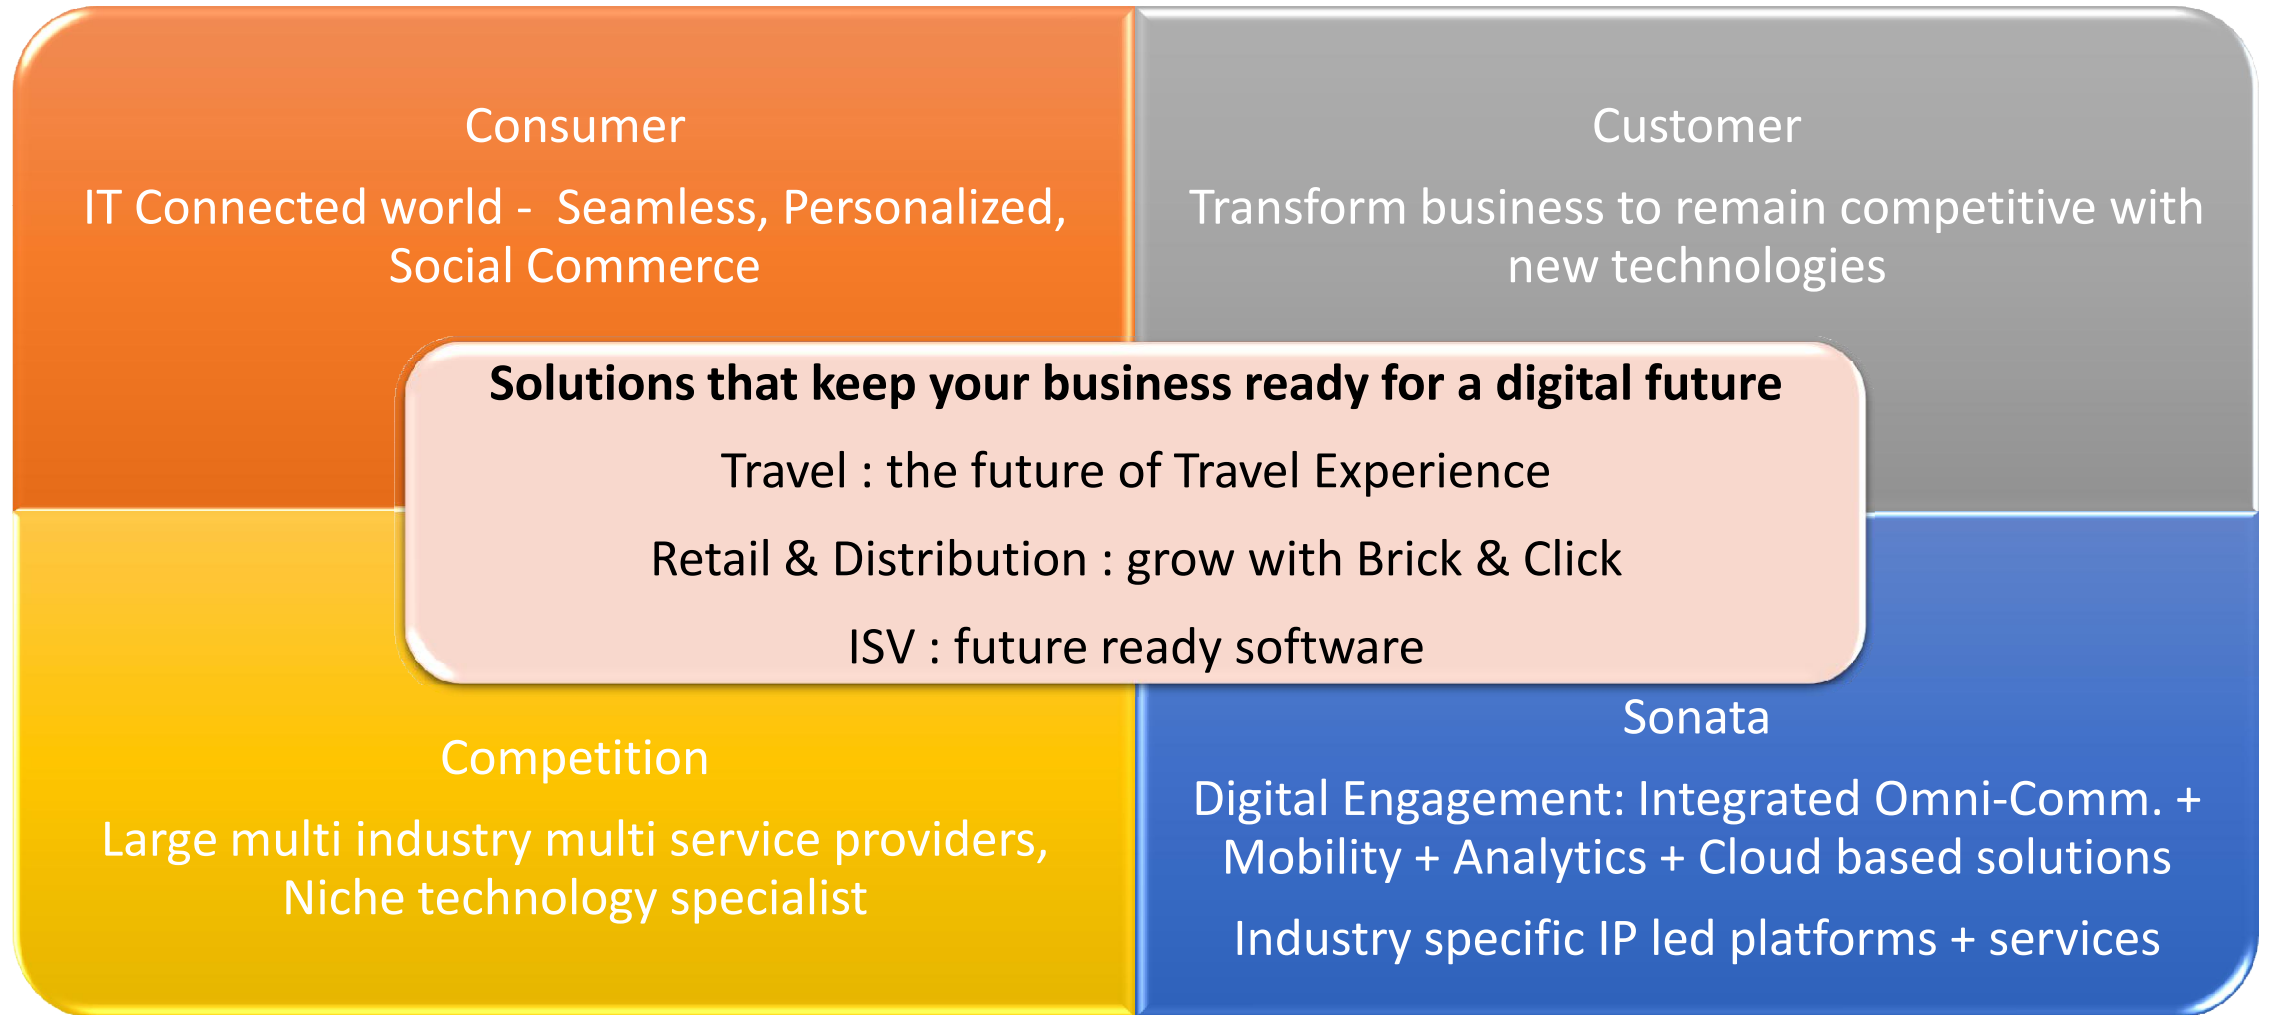 Consumer
IT Connected world -  Seamless, Personalized,
Social Commerce
Customer
Transform business to remain competitive with
new technologies
Solutions that keep your business ready for a digital future
Travel : the future of Travel Experience
Retail & Distribution : grow with Brick & Click
ISV : future ready software
Competition
Large multi industry multi service providers,
Niche technology specialist
Sonata
Digital Engagement: Integrated Omni-Comm. +
Mobility + Analytics + Cloud based solutions
Industry specific IP led platforms + services